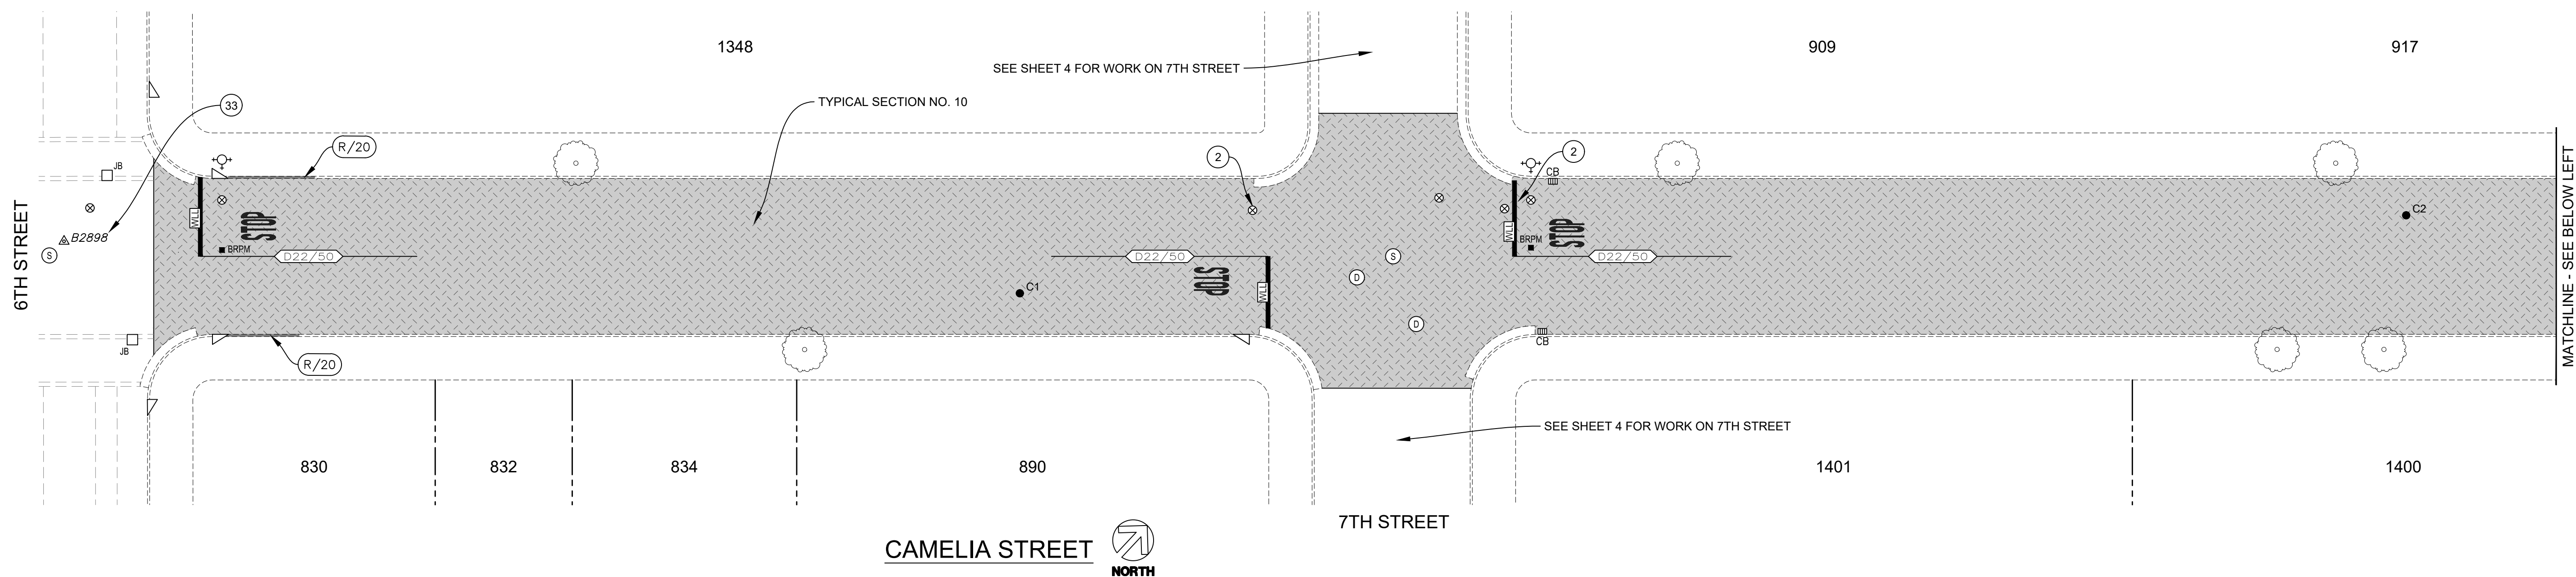 1348
909
917
SEE SHEET 4 FOR WORK ON 7TH STREET
TYPICAL SECTION NO. 10
33
R/20
2
2
JB
CB
STOP
WLL
BRPM
D22/50
B2898
S
6TH STREET
C1
D22/50
STOP
WLL
S
D
D
WLL
BRPM
STOP
D22/50
C2
MATCHLINE - SEE BELOW LEFT
JB
R/20
CB
SEE SHEET 4 FOR WORK ON 7TH STREET
830
832
834
890
1401
1400
7TH STREET
CAMELIA STREET
NORTH